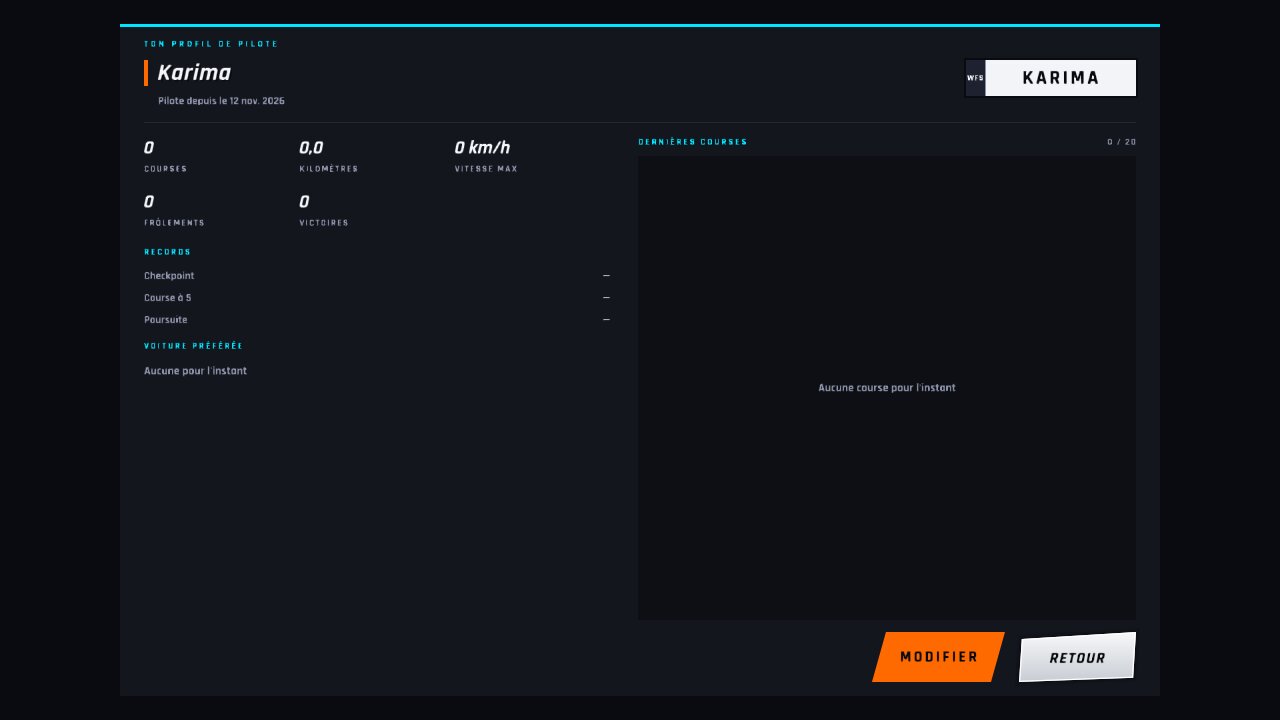 TON PROFIL DE PILOTE
Karima
Pilote depuis le 12 nov. 2026
WFS
KARIMA
0
COURSES
0,0
KILOMÈTRES
0 km/h
VITESSE MAX
0
FRÔLEMENTS
0
VICTOIRES
RECORDS
Checkpoint —
Course à 5 —
Poursuite —
VOITURE PRÉFÉRÉE
Aucune pour l'instant
DERNIÈRES COURSES
0 / 20
Aucune course pour l'instant
MODIFIER
RETOUR